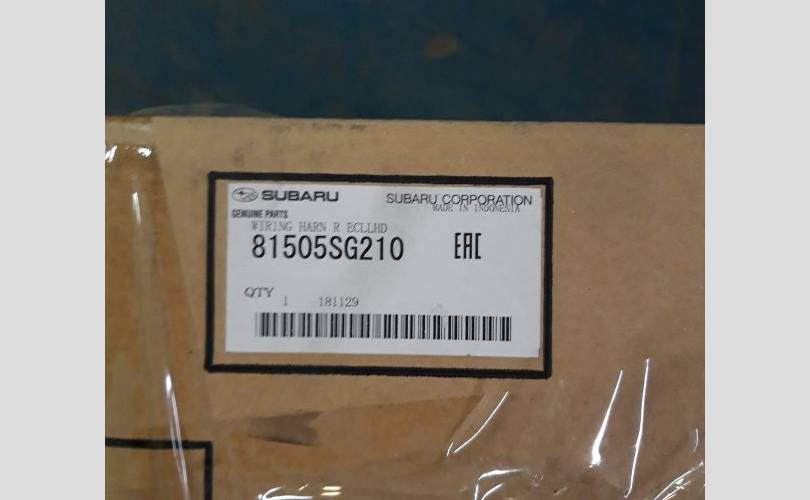 SUBARU SUBARU CORPORATION
GENUINE PARTS MADE IN INDONESIA
WIRING HARN R ECLLHD
81505SG210 EAC
QTY 1 181129